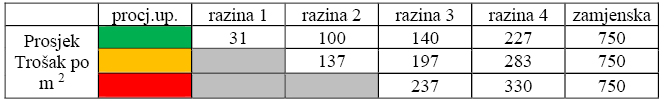 procj.up. razina 1 razina 2 razina 3 razina 4 zamjenska
Prosjek Trošak po m 2
31 100 140 227 750
137 197 283 750
237 330 750